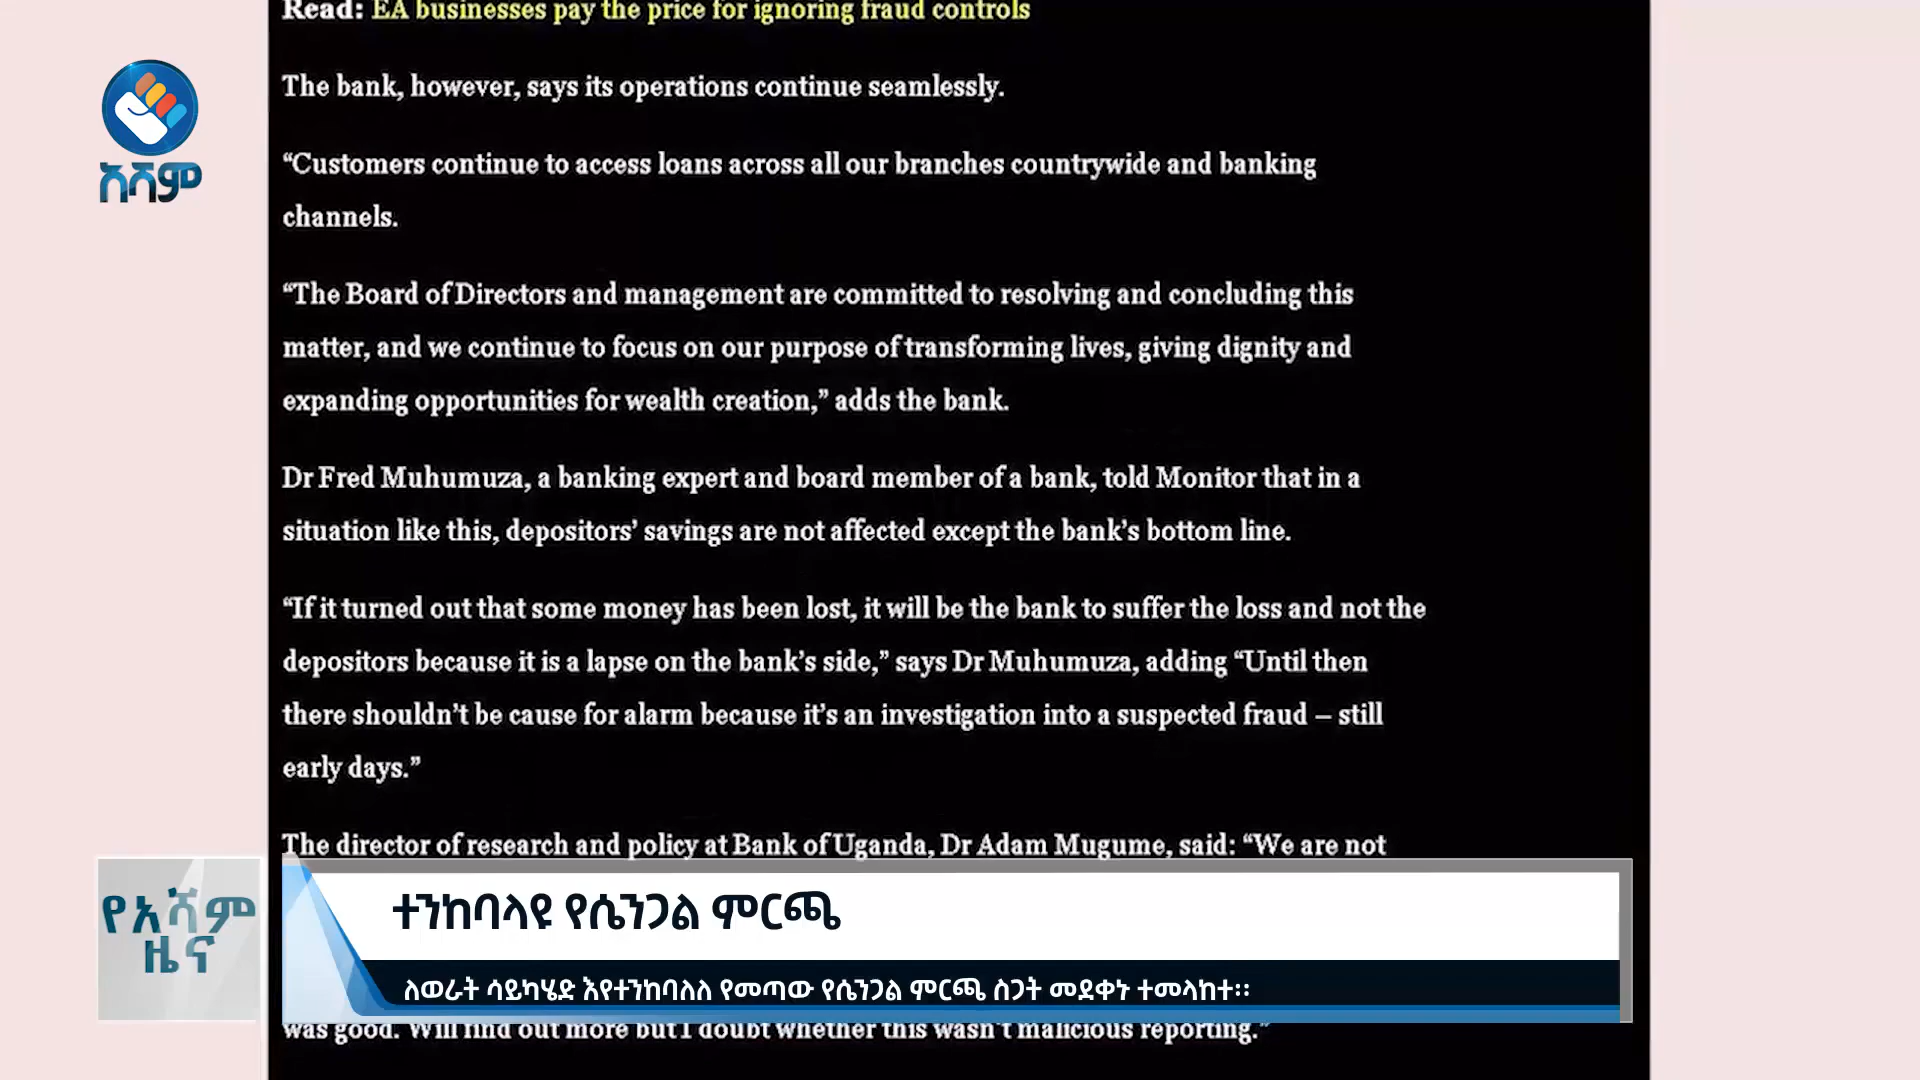 Read: EA businesses pay the price for ignoring fraud controls
አሻም
The bank, however, says its operations continue seamlessly.
“Customers continue to access loans across all our branches countrywide and banking
channels.
“The Board of Directors and management are committed to resolving and concluding this
matter, and we continue to focus on our purpose of transforming lives, giving dignity and
expanding opportunities for wealth creation,” adds the bank.
Dr Fred Muhumuza, a banking expert and board member of a bank, told Monitor that in a
situation like this, depositors’ savings are not affected except the bank’s bottom line.
“If it turned out that some money has been lost, it will be the bank to suffer the loss and not the
depositors because it is a lapse on the bank’s side,” says Dr Muhumuza, adding “Until then
there shouldn’t be cause for alarm because it’s an investigation into a suspected fraud – still
early days.”
The director of research and policy at Bank of Uganda, Dr Adam Mugume, said: “We are not
የአሻም
ዜና
ተንከባላዩ የሴንጋል ምርጫ
ለወራት ሳይካሄድ እየተንከባለለ የመጣው የሴንጋል ምርጫ ስጋት መደቀኑ ተመላከተ፡፡
was good. Will find out more but I doubt whether this wasn’t malicious reporting.”